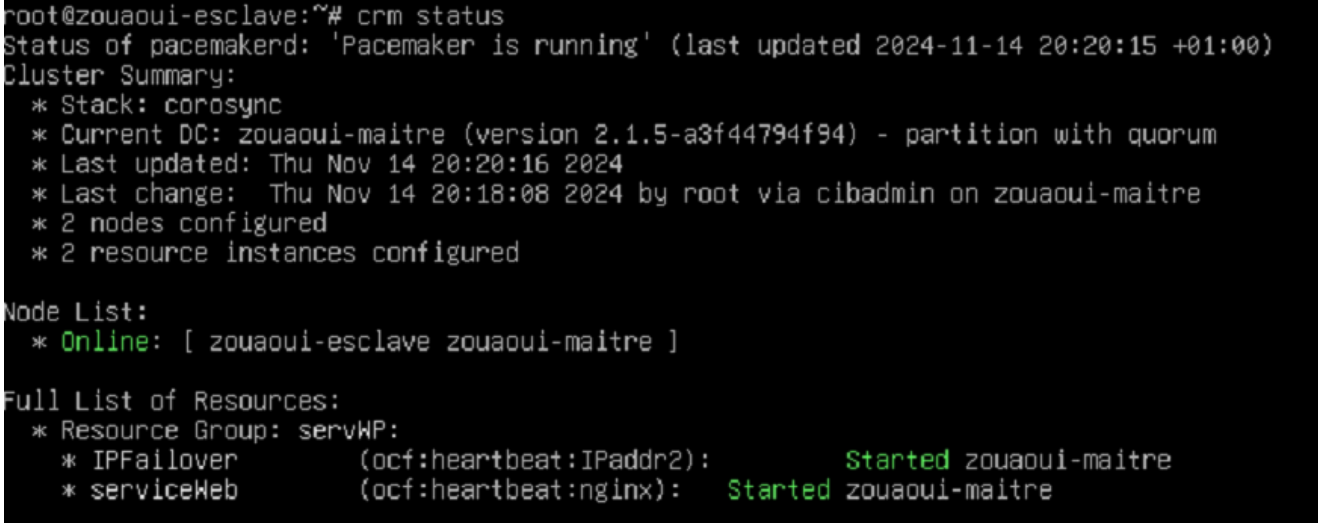 root@zouaoui-esclave:~# crm status
Status of pacemakerd: 'Pacemaker is running' (last updated 2024-11-14 20:20:15 +01:00)
Cluster Summary:
  * Stack: corosync
  * Current DC: zouaoui-maitre (version 2.1.5-a3f44794f94) - partition with quorum
  * Last updated: Thu Nov 14 20:20:16 2024
  * Last change:  Thu Nov 14 20:18:08 2024 by root via cibadmin on zouaoui-maitre
  * 2 nodes configured
  * 2 resource instances configured

Node List:
  * Online: [ zouaoui-esclave zouaoui-maitre ]

Full List of Resources:
  * Resource Group: servWP:
    * IPFailover        (ocf:heartbeat:IPaddr2):         Started zouaoui-maitre
    * serviceWeb        (ocf:heartbeat:nginx):   Started zouaoui-maitre